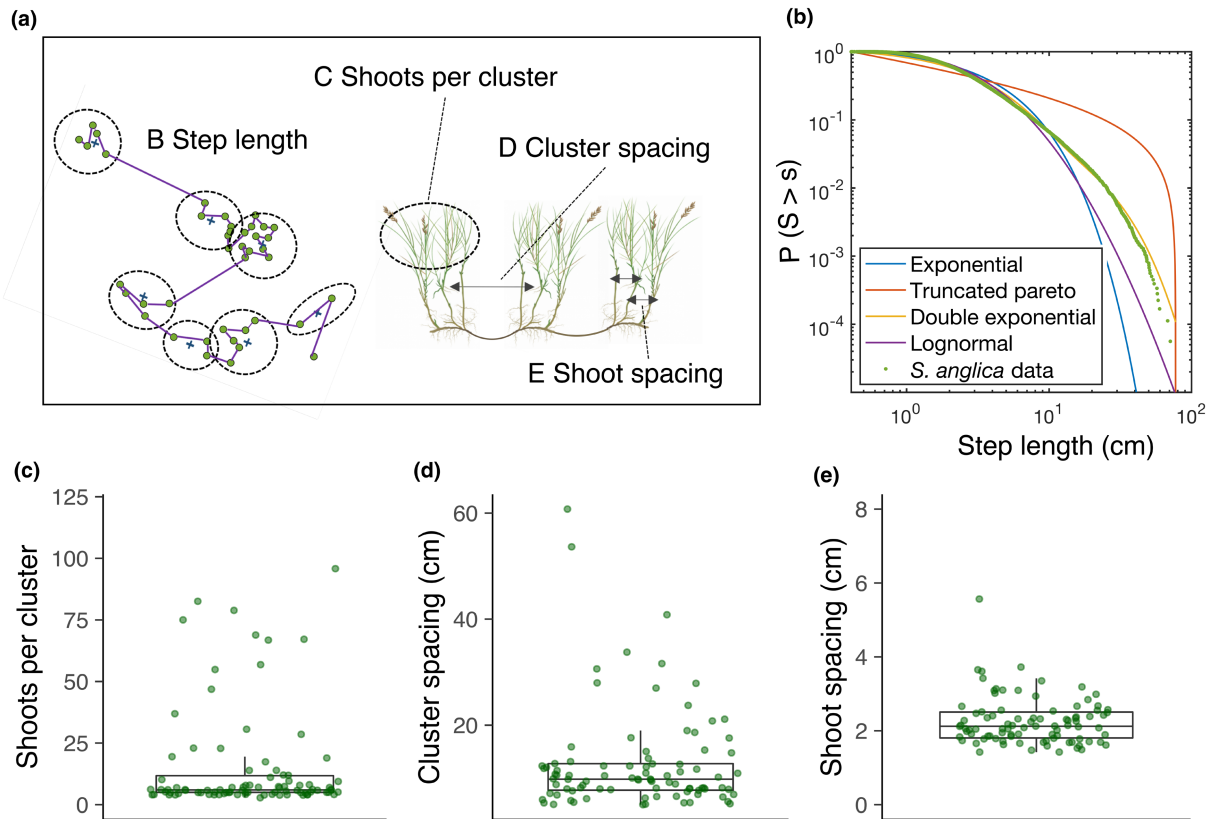 (a)
C Shoots per cluster
B Step length
D Cluster spacing
E Shoot spacing
(b)
P (S > s)
10^0
10^-1
10^-2
10^-3
10^-4
Exponential
Truncated pareto
Double exponential
Lognormal
S. anglica data
10^0 10^1 10^2
Step length (cm)
(c)
Shoots per cluster
125
100
75
50
25
0
(d)
Cluster spacing (cm)
60
40
20
(e)
Shoot spacing (cm)
8
6
4
2
0